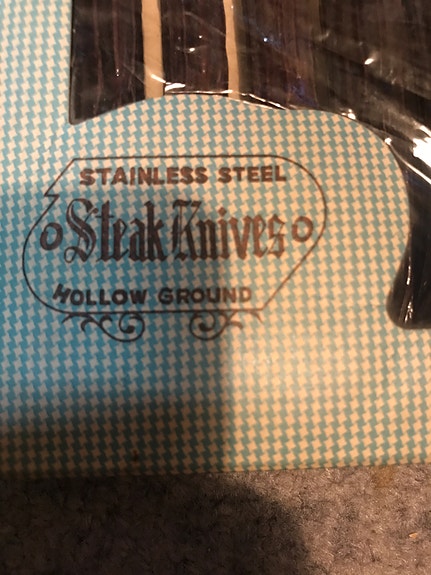 STAINLESS STEEL
Steak Knives
HOLLOW GROUND